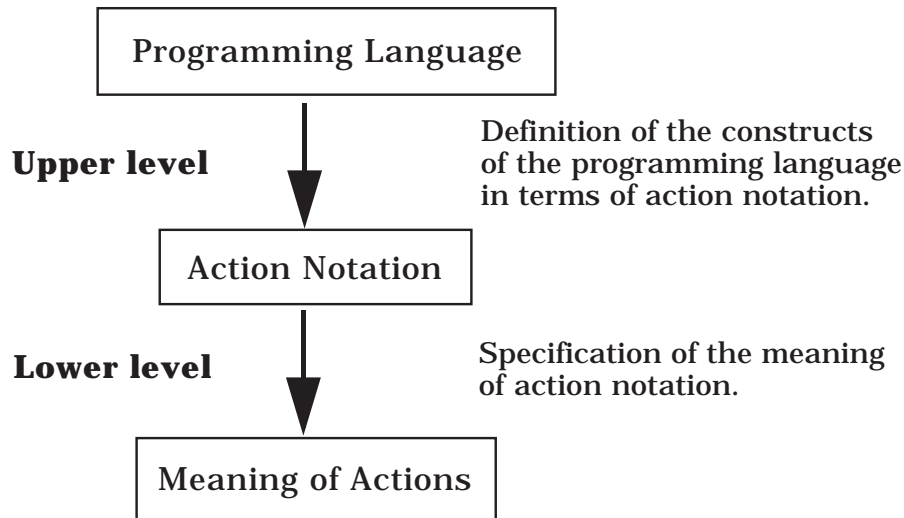 Programming Language
Upper level
Definition of the constructs
of the programming language
in terms of action notation.
Action Notation
Lower level
Specification of the meaning
of action notation.
Meaning of Actions